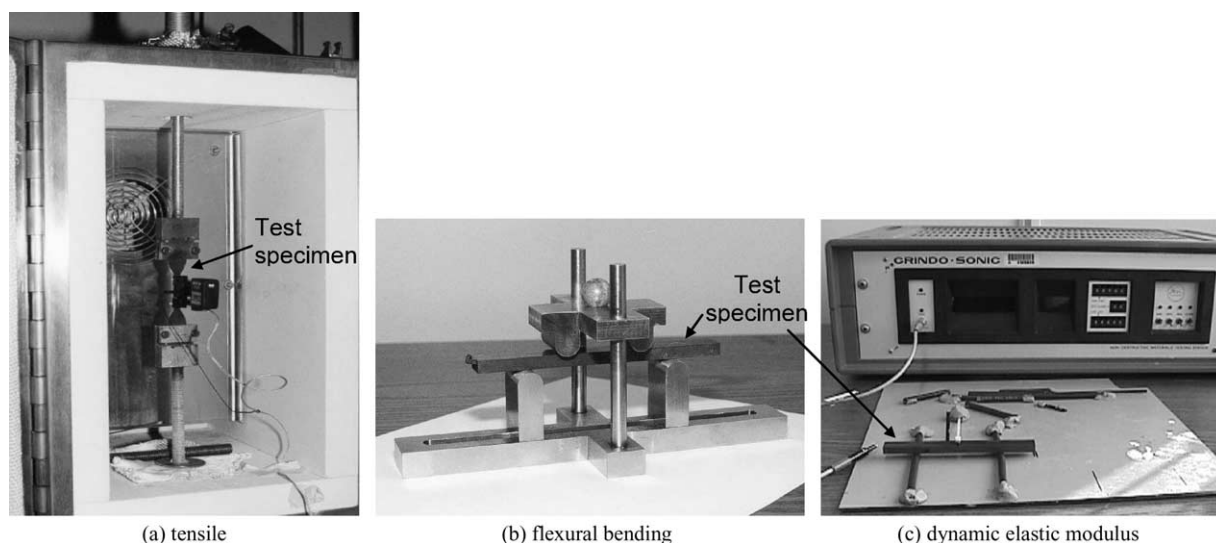 Test
specimen
Test
specimen
GRINDO-SONIC
(a) tensile
(b) flexural bending
(c) dynamic elastic modulus